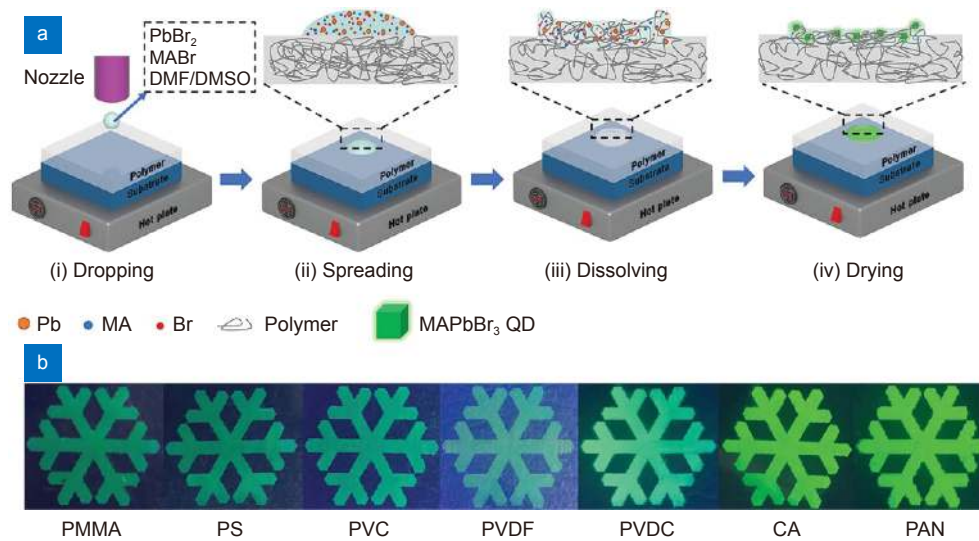 a
PbBr₂
MABr
DMF/DMSO
Nozzle
Polymer
Substrate
Hot plate
Polymer
Substrate
Hot plate
Polymer
Substrate
Hot plate
Polymer
Substrate
Hot plate
(i) Dropping
(ii) Spreading
(iii) Dissolving
(iv) Drying
Pb
MA
Br
Polymer
MAPbBr₃ QD
b
PMMA
PS
PVC
PVDF
PVDC
CA
PAN